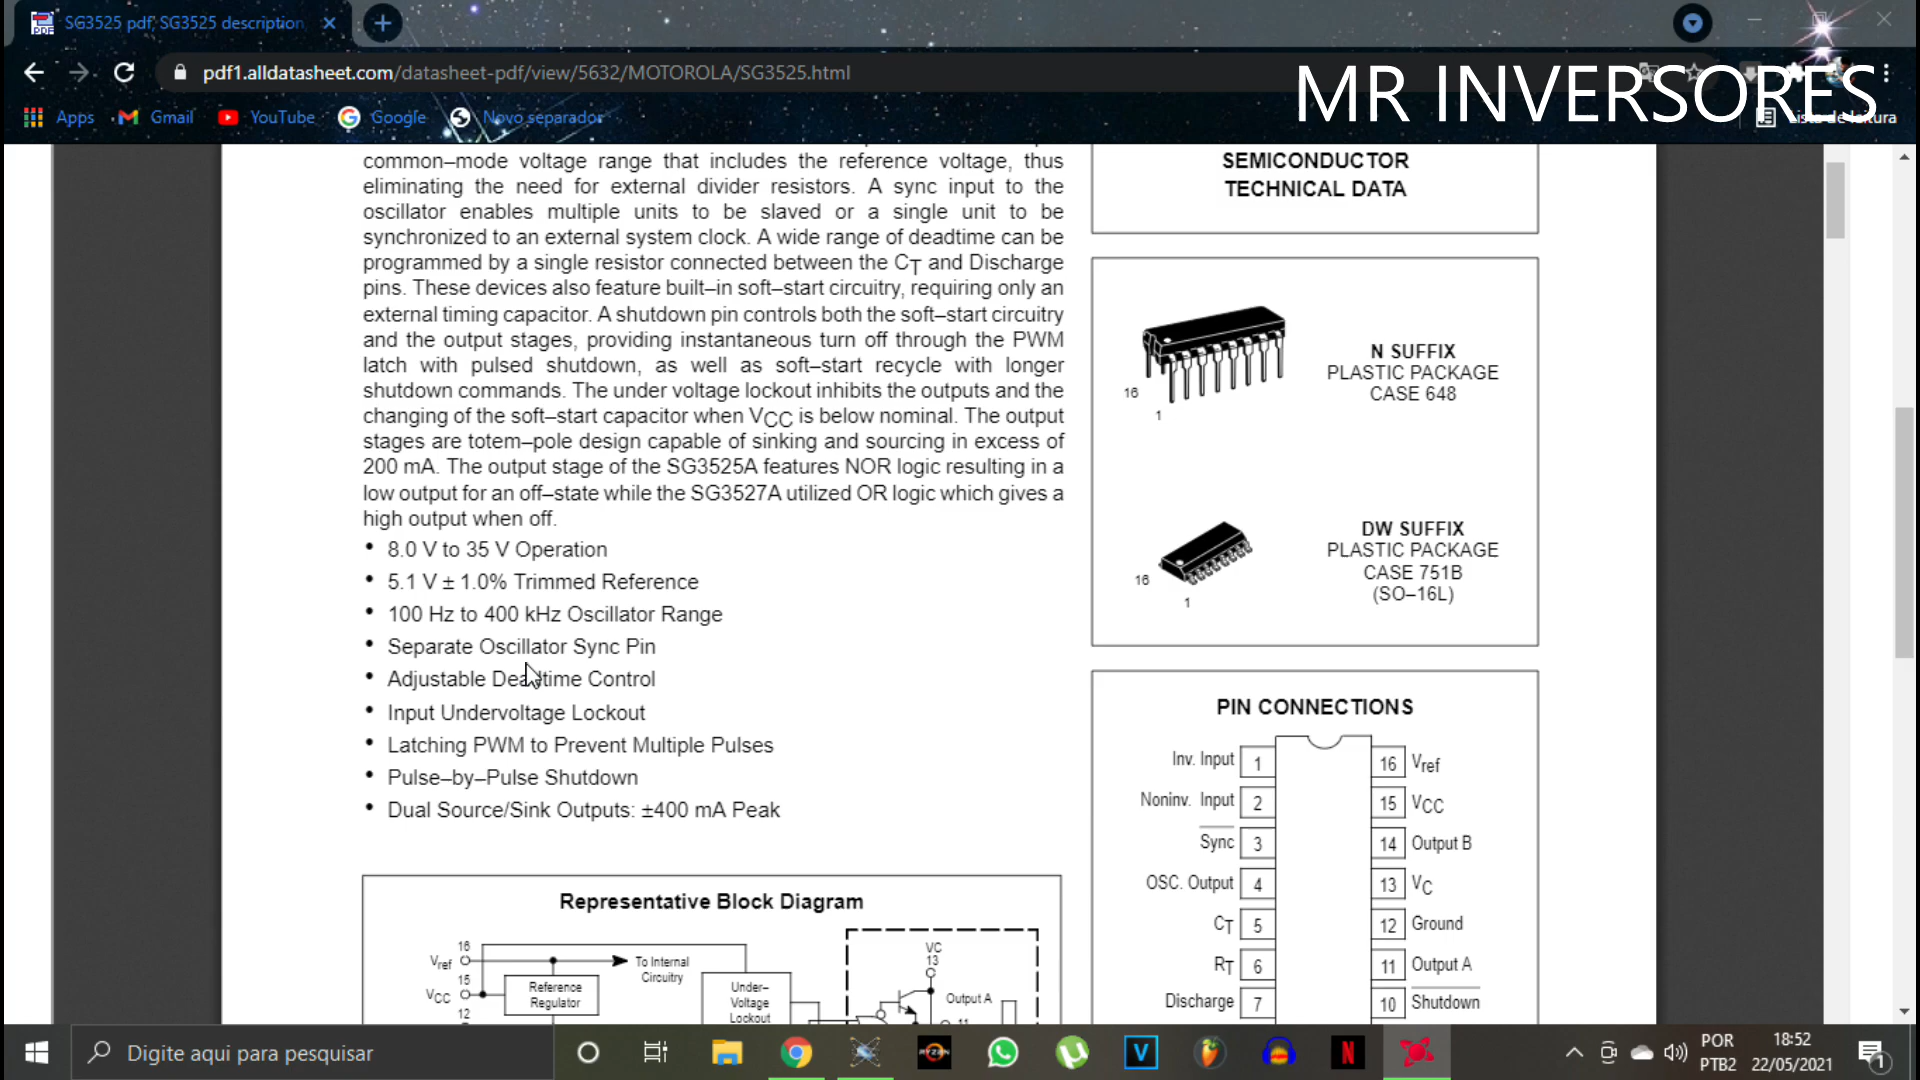 SG3525 pdf, SG3525 description
pdf1.alldatasheet.com/datasheet-pdf/view/5632/MOTOROLA/SG3525.html
MR INVERSORES
Apps
Gmail
YouTube
Google
Novo separador
Lista de leitura
common–mode voltage range that includes the reference voltage, thus
eliminating the need for external divider resistors. A sync input to the
oscillator enables multiple units to be slaved or a single unit to be
synchronized to an external system clock. A wide range of deadtime can be
programmed by a single resistor connected between the CT and Discharge
pins. These devices also feature built–in soft–start circuitry, requiring only an
external timing capacitor. A shutdown pin controls both the soft–start circuitry
and the output stages, providing instantaneous turn off through the PWM
latch with pulsed shutdown, as well as soft–start recycle with longer
shutdown commands. The under voltage lockout inhibits the outputs and the
changing of the soft–start capacitor when VCC is below nominal. The output
stages are totem–pole design capable of sinking and sourcing in excess of
200 mA. The output stage of the SG3525A features NOR logic resulting in a
low output for an off–state while the SG3527A utilized OR logic which gives a
high output when off.
• 8.0 V to 35 V Operation
• 5.1 V ± 1.0% Trimmed Reference
• 100 Hz to 400 kHz Oscillator Range
• Separate Oscillator Sync Pin
• Adjustable Deadtime Control
• Input Undervoltage Lockout
• Latching PWM to Prevent Multiple Pulses
• Pulse–by–Pulse Shutdown
• Dual Source/Sink Outputs: ±400 mA Peak
Representative Block Diagram
16
Vref
To Internal
Circuitry
15
VCC
Reference
Regulator
12
Under–
Voltage
Lockout
VC
13
Output A
11
SEMICONDUCTOR
TECHNICAL DATA
16
1
N SUFFIX
PLASTIC PACKAGE
CASE 648
16
1
DW SUFFIX
PLASTIC PACKAGE
CASE 751B
(SO–16L)
PIN CONNECTIONS
Inv. Input 1 16 Vref
Noninv. Input 2 15 VCC
Sync 3 14 Output B
OSC. Output 4 13 VC
CT 5 12 Ground
RT 6 11 Output A
Discharge 7 10 Shutdown
Digite aqui para pesquisar
RYZEN
V
N
POR
PTB2
18:52
22/05/2021
1